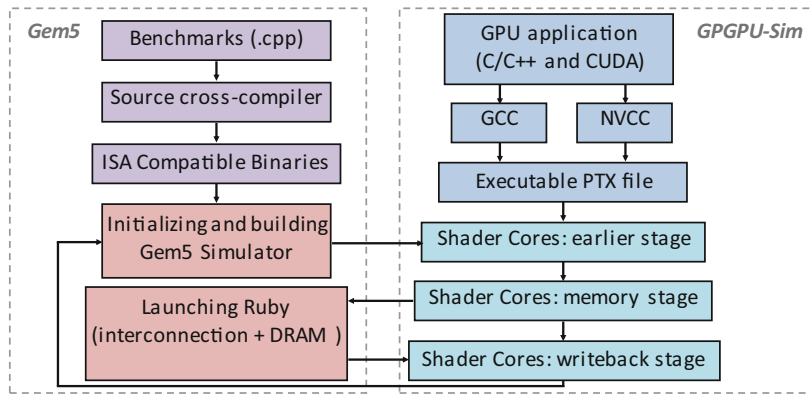 Gem5
Benchmarks (.cpp)
Source cross-compiler
ISA Compatible Binaries
Initializing and building
Gem5 Simulator
Launching Ruby
(interconnection + DRAM )
GPGPU-Sim
GPU application
(C/C++ and CUDA)
GCC
NVCC
Executable PTX file
Shader Cores: earlier stage
Shader Cores: memory stage
Shader Cores: writeback stage